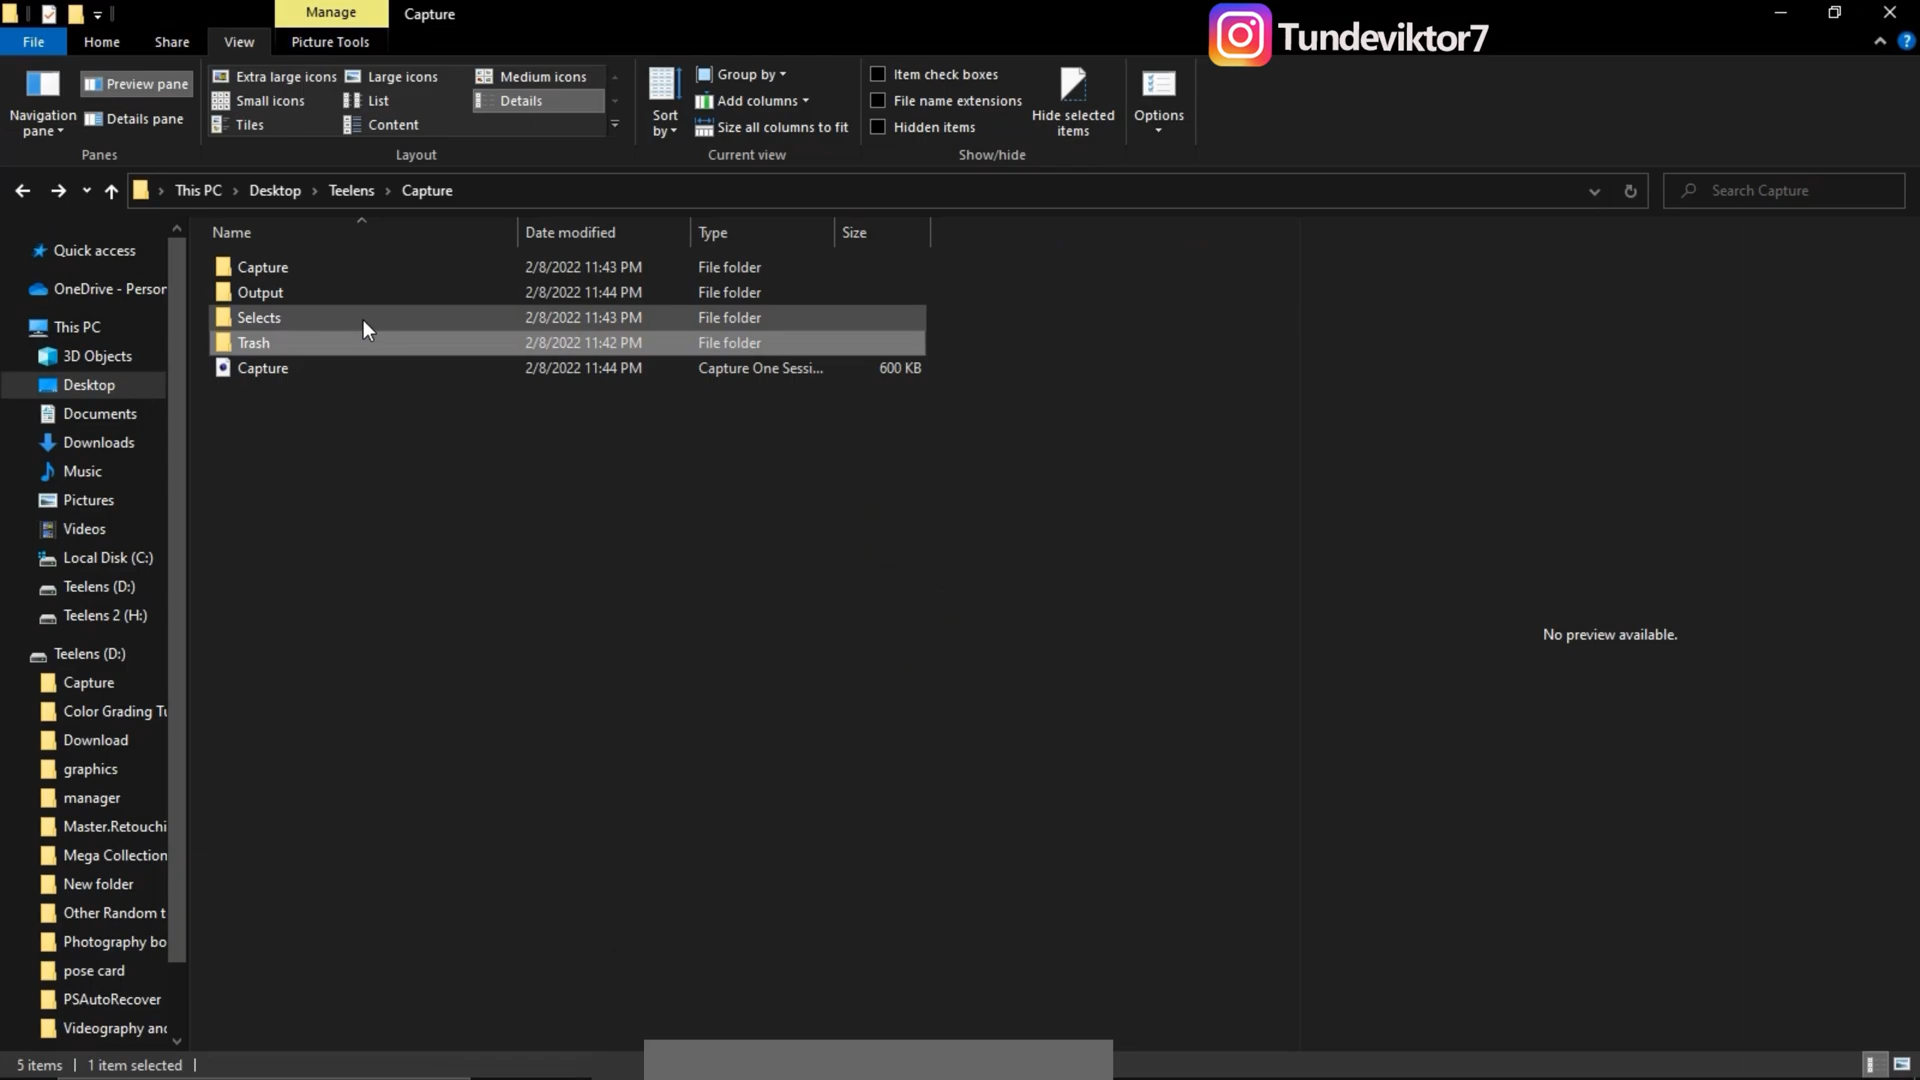 Manage
Capture
Tundeviktor7
File
Home
Share
View
Picture Tools
Navigation pane
Preview pane
Details pane
Panes
Extra large icons
Large icons
Medium icons
Small icons
List
Details
Tiles
Content
Layout
Sort by
Group by
Add columns
Size all columns to fit
Current view
Item check boxes
File name extensions
Hidden items
Hide selected items
Show/hide
Options
This PC > Desktop > Teelens > Capture
Search Capture
Name Date modified Type Size
Capture 2/8/2022 11:43 PM File folder
Output 2/8/2022 11:44 PM File folder
Selects 2/8/2022 11:43 PM File folder
Trash 2/8/2022 11:42 PM File folder
Capture 2/8/2022 11:44 PM Capture One Sessi... 600 KB
Quick access
OneDrive - Person
This PC
3D Objects
Desktop
Documents
Downloads
Music
Pictures
Videos
Local Disk (C:)
Teelens (D:)
Teelens 2 (H:)
Teelens (D:)
Capture
Color Grading Tu
Download
graphics
manager
Master.Retouchi
Mega Collection
New folder
Other Random t
Photography bo
pose card
PSAutoRecover
Videography and
No preview available.
5 items
1 item selected